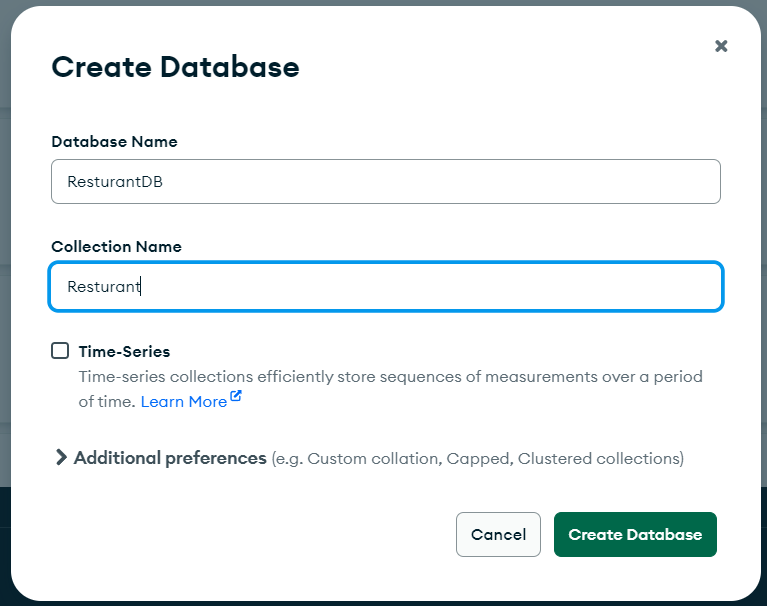 Create Database
Database Name
ResturantDB
Collection Name
Resturant
Time-Series
Time-series collections efficiently store sequences of measurements over a period
of time. Learn More
Additional preferences (e.g. Custom collation, Capped, Clustered collections)
Cancel
Create Database